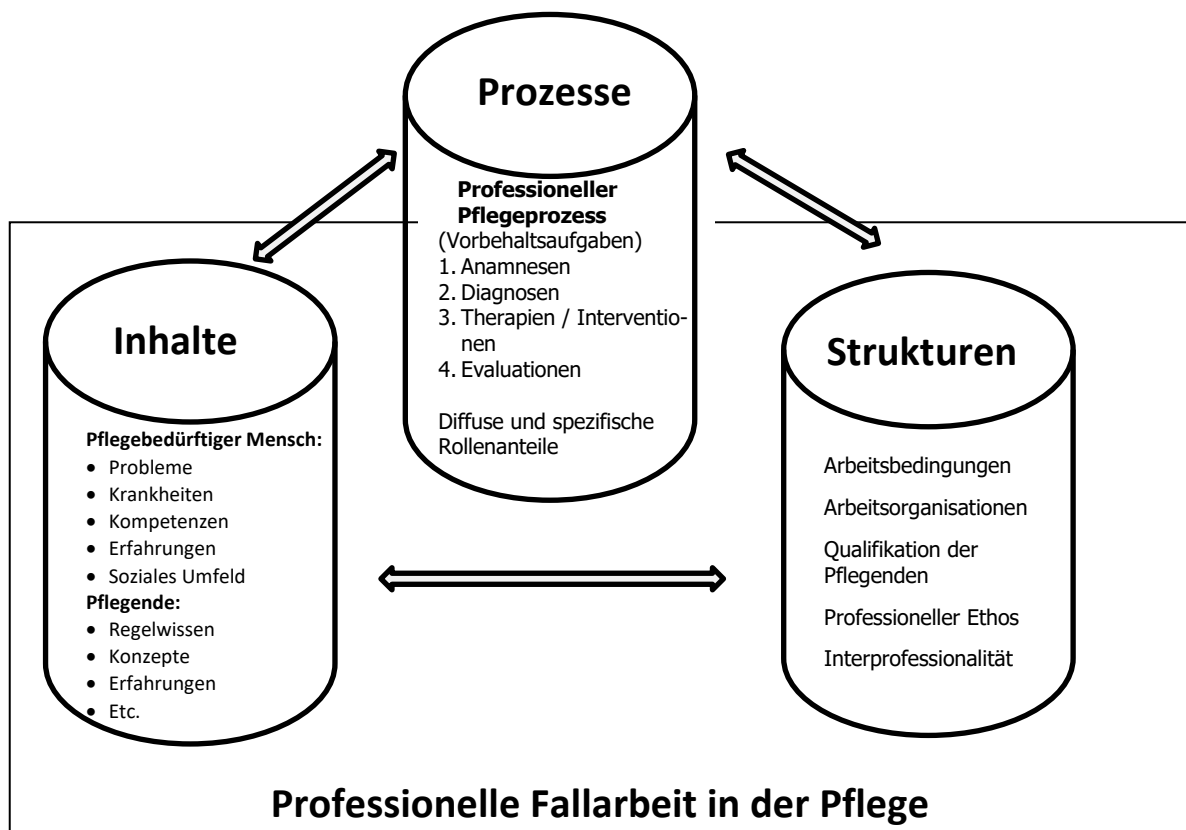 Prozesse
Professioneller
Pflegeprozess
(Vorbehaltsaufgaben)
1. Anamnesen
2. Diagnosen
3. Therapien / Interventio-
nen
4. Evaluationen
Diffuse und spezifische
Rollenanteile
Inhalte
Pflegebedürftiger Mensch:
• Probleme
• Krankheiten
• Kompetenzen
• Erfahrungen
• Soziales Umfeld
Pflegende:
• Regelwissen
• Konzepte
• Erfahrungen
• Etc.
Strukturen
Arbeitsbedingungen
Arbeitsorganisationen
Qualifikation der
Pflegenden
Professioneller Ethos
Interprofessionalität
Professionelle Fallarbeit in der Pflege